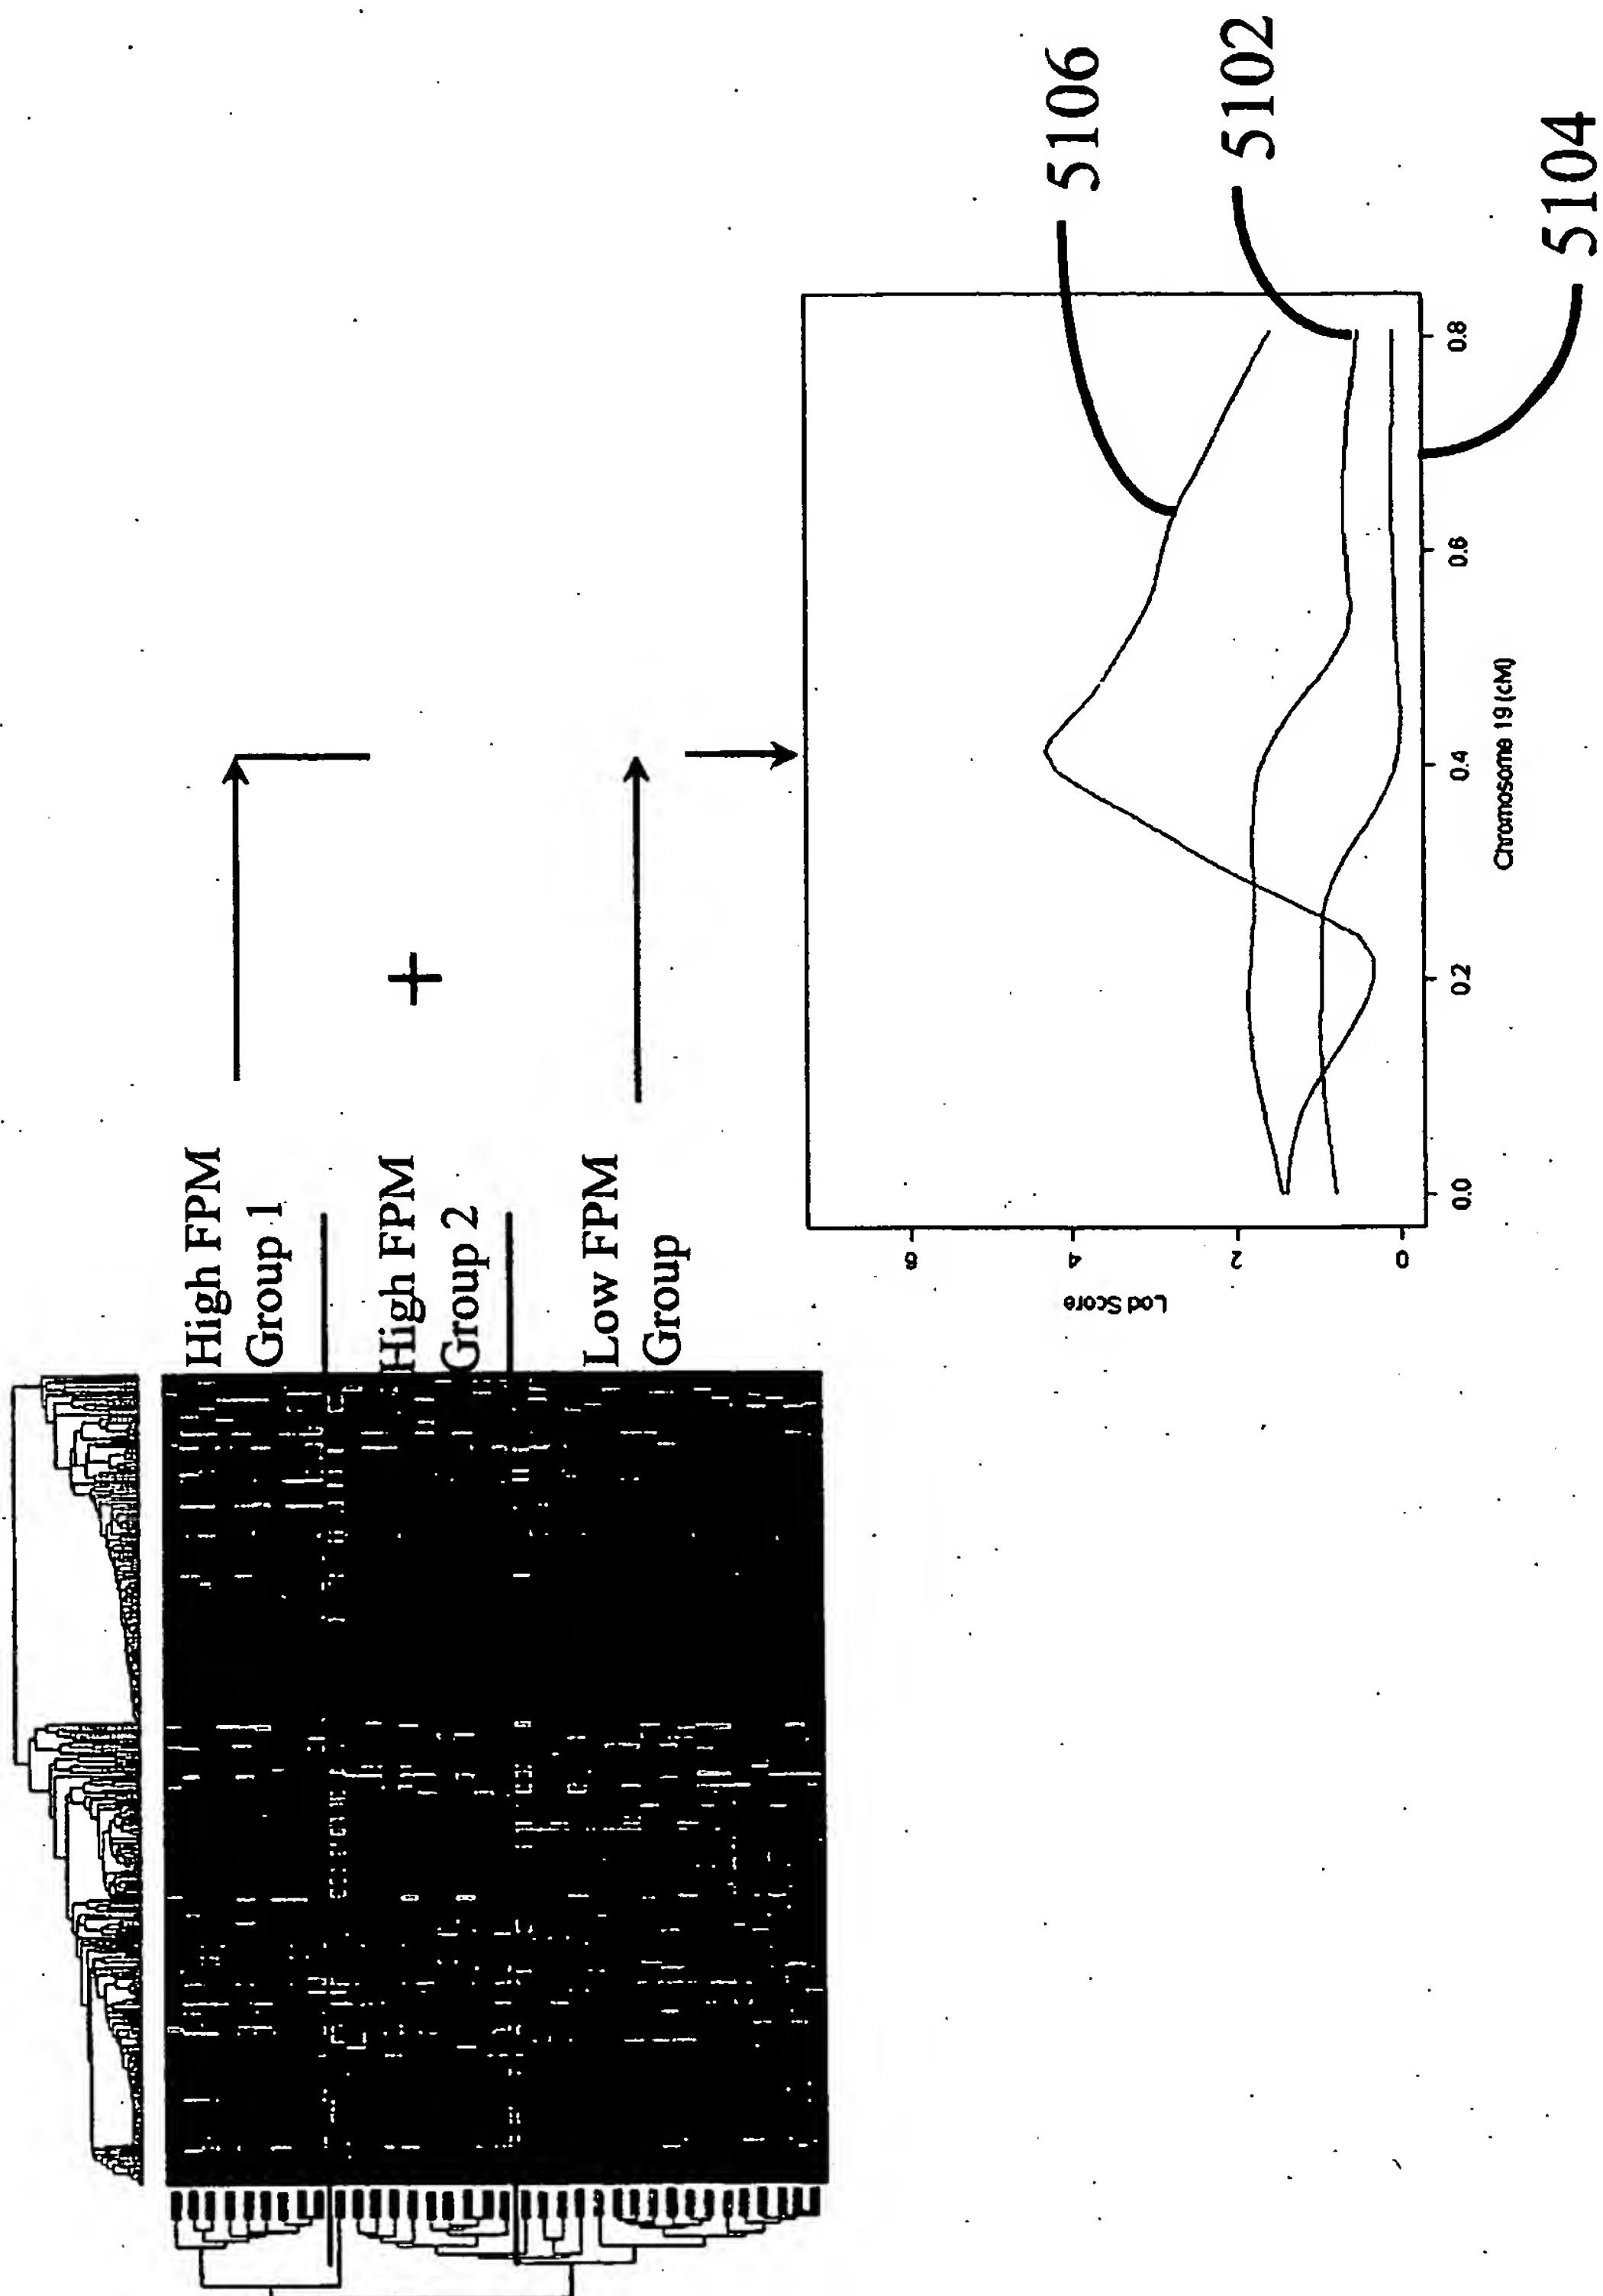 High FPM
Group 1
High FPM
Group 2
Low FPM
Group
+
Lod Score
6
4
2
0
0.0
0.2
0.4
0.6
0.8
Chromosome 19 (cM)
5106
5102
5104